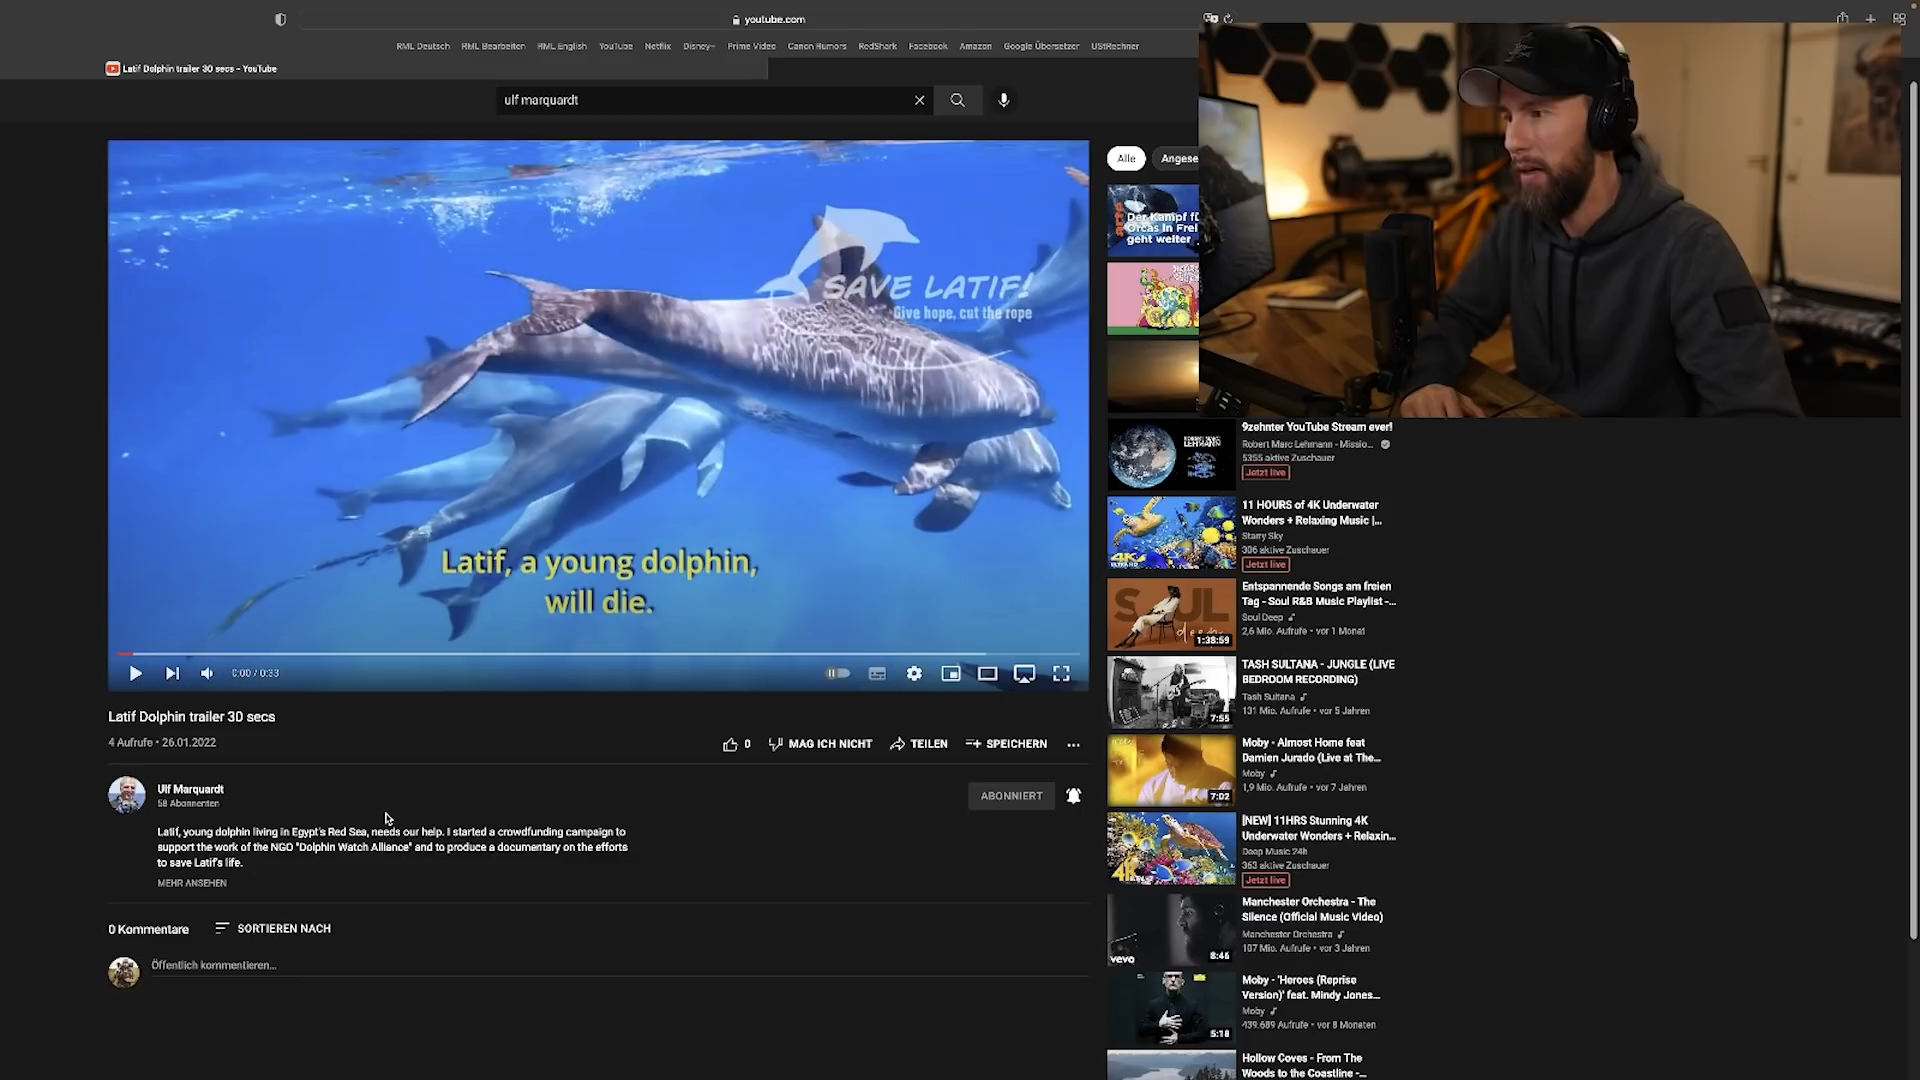 youtube.com
RML Deutsch RML Bearbeiten RML English YouTube Netflix Disney+ Prime Video Canon Rumors RedShark Facebook Amazon Google Übersetzer UStRechner
Latif Dolphin trailer 30 secs – YouTube
ulf marquardt
SAVE LATIF!
Give hope, cut the rope
Latif, a young dolphin,
will die.
0:00 / 0:33
Latif Dolphin trailer 30 secs
4 Aufrufe • 26.01.2022
0 MAG ICH NICHT TEILEN SPEICHERN
Ulf Marquardt
58 Abonnenten
ABONNIERT
Latif, young dolphin living in Egypt's Red Sea, needs our help. I started a crowdfunding campaign to
support the work of the NGO "Dolphin Watch Alliance" and to produce a documentary on the efforts
to save Latif's life.
MEHR ANSEHEN
0 Kommentare SORTIEREN NACH
Öffentlich kommentieren...
Alle Angese
arte
Der Kampf fü
Orcas in Frei
geht weiter
ROBERT MARC
LEHMANN
9zehnter YouTube Stream ever!
Robert Marc Lehmann - Missio...
5355 aktive Zuschauer
Jetzt live
4K
11 HOURS of 4K Underwater
Wonders + Relaxing Music |...
Starry Sky
306 aktive Zuschauer
Jetzt live
SOUL
deep
1:38:59
Entspannende Songs am freien
Tag - Soul R&B Music Playlist -...
Soul Deep
2,6 Mio. Aufrufe • vor 1 Monat
7:55
TASH SULTANA - JUNGLE (LIVE
BEDROOM RECORDING)
Tash Sultana
131 Mio. Aufrufe • vor 5 Jahren
7:02
Moby - Almost Home feat
Damien Jurado (Live at The...
Moby
1,9 Mio. Aufrufe • vor 7 Jahren
4K
[NEW] 11HRS Stunning 4K
Underwater Wonders + Relaxin...
Deep Music 24h
363 aktive Zuschauer
Jetzt live
vevo
8:46
Manchester Orchestra - The
Silence (Official Music Video)
Manchester Orchestra
107 Mio. Aufrufe • vor 3 Jahren
5:18
Moby - 'Heroes (Reprise
Version)' feat. Mindy Jones...
Moby
439.689 Aufrufe • vor 8 Monaten
Hollow Coves - From The
Woods to the Coastline -...